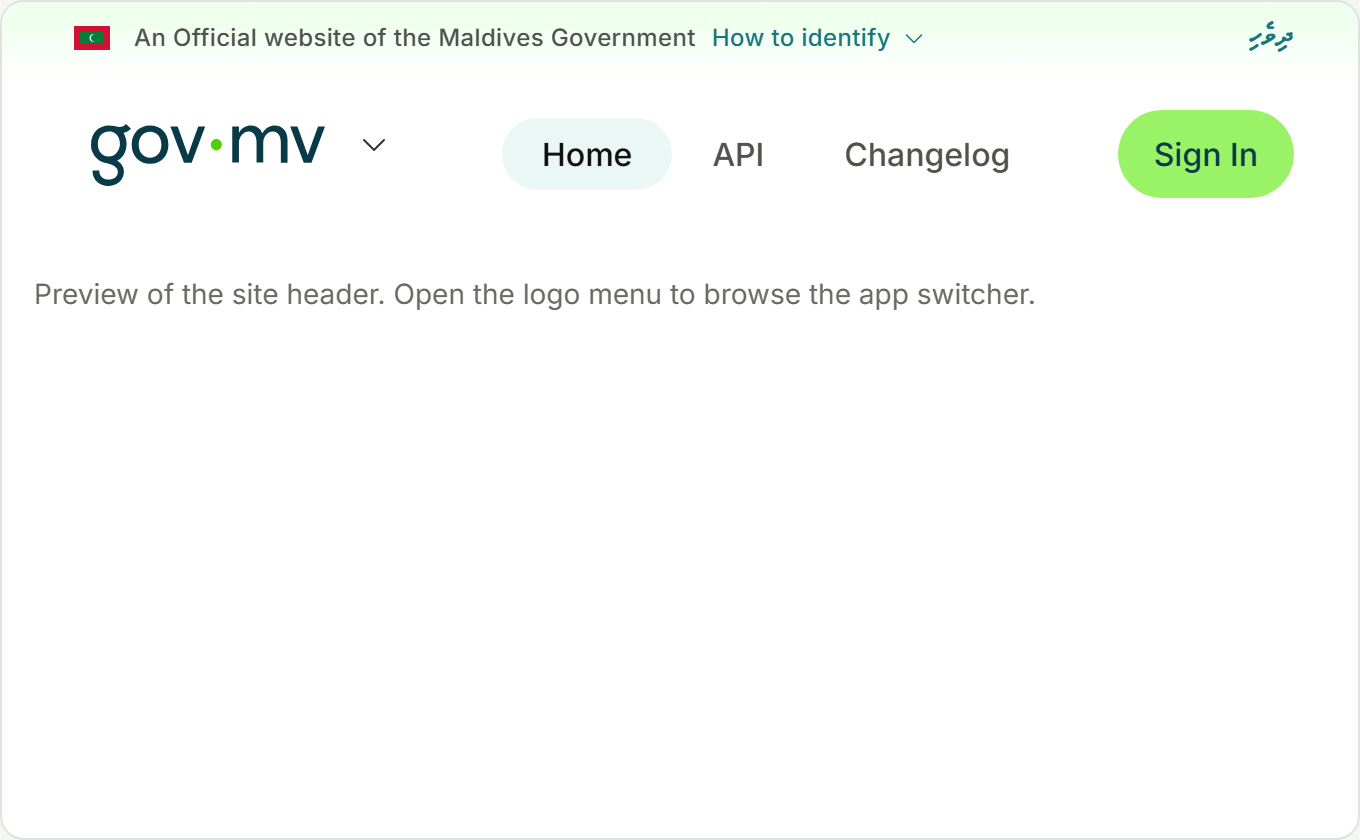 An Official website of the Maldives Government How to identify ދިވެހި
gov·mv Home API Changelog Sign In
Preview of the site header. Open the logo menu to browse the app switcher.